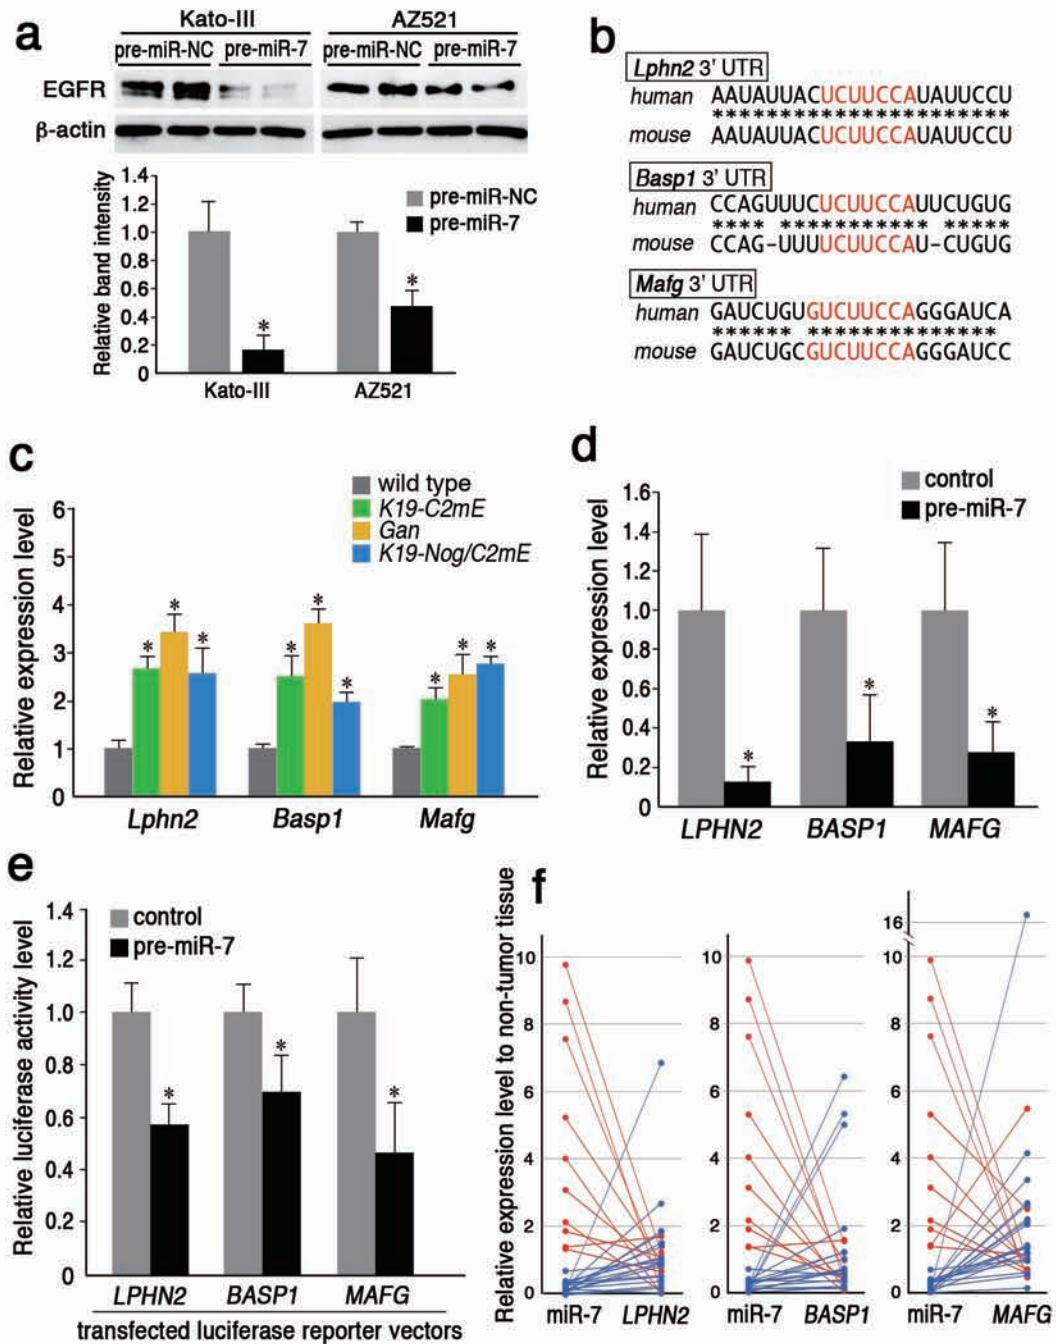 a
Kato-III AZ521
pre-miR-NC pre-miR-7 pre-miR-NC pre-miR-7
EGFR
β-actin
Relative band intensity
1.4
1.2
1.0
0.8
0.6
0.4
0.2
0
pre-miR-NC
pre-miR-7
*
*
Kato-III AZ521
b
Lphn2 3' UTR
human AAUAUUACUCUUCCAUAUUCCU
**********************
mouse AAUAUUACUCUUCCAUAUUCCU
Basp1 3' UTR
human CCAGUUUCUCUUCCAUUCUGUG
**** *********** *****
mouse CCAG-UUUUCUUCCAU-CUGUG
Mafg 3' UTR
human GAUCUGUGUCUUCCAGGGAUCA
****** **************
mouse GAUCUGCGUCUUCCAGGGAUCC
c
Relative expression level
6
5
4
3
2
1
0
wild type
K19-C2mE
Gan
K19-Nog/C2mE
* * * * * * * * *
Lphn2 Basp1 Mafg
d
Relative expression level
1.6
1.4
1.2
1.0
0.8
0.6
0.4
0.2
0
control
pre-miR-7
* * *
LPHN2 BASP1 MAFG
e
Relative luciferase activity level
1.4
1.2
1.0
0.8
0.6
0.4
0.2
0
control
pre-miR-7
* * *
LPHN2 BASP1 MAFG
transfected luciferase reporter vectors
f
Relative expression level to non-tumor tissue
10
8
6
4
2
0
miR-7 LPHN2
10
8
6
4
2
0
miR-7 BASP1
16
10
8
6
4
2
0
miR-7 MAFG